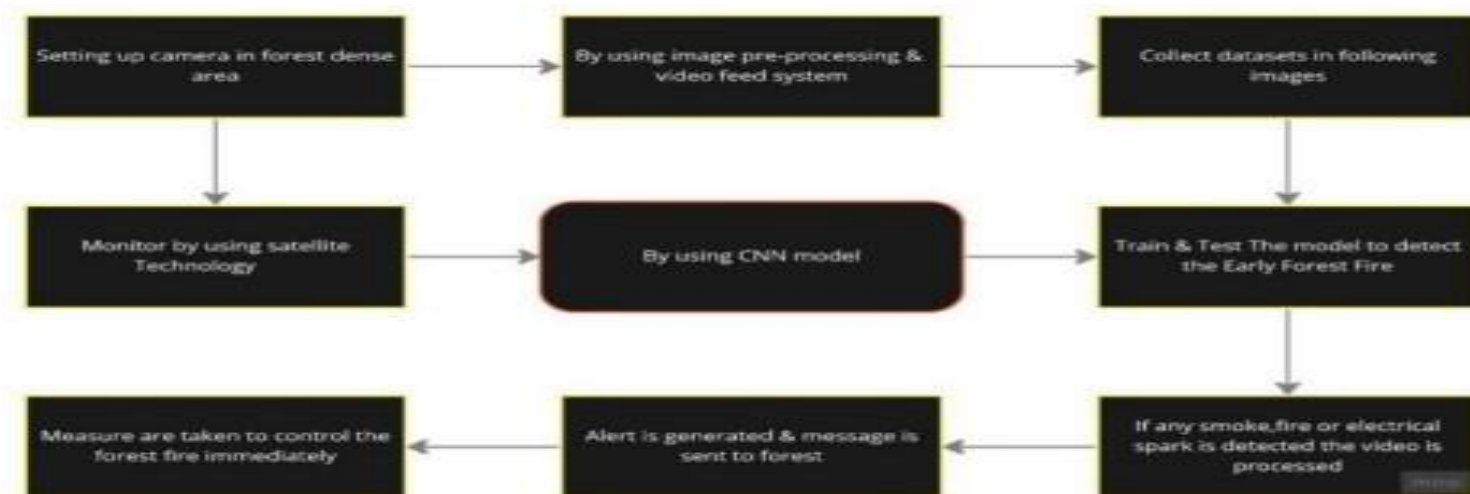 Setting up camera in forest dense
area
By using image pre-processing &
video feed system
Collect datasets in following
images
Monitor by using satellite
Technology
By using CNN model
Train & Test The model to detect
the Early Forest Fire
Measure are taken to control the
forest fire immediately
Alert is generated & message is
sent to forest
If any smoke,fire or electrical
spark is detected the video is
processed
miro